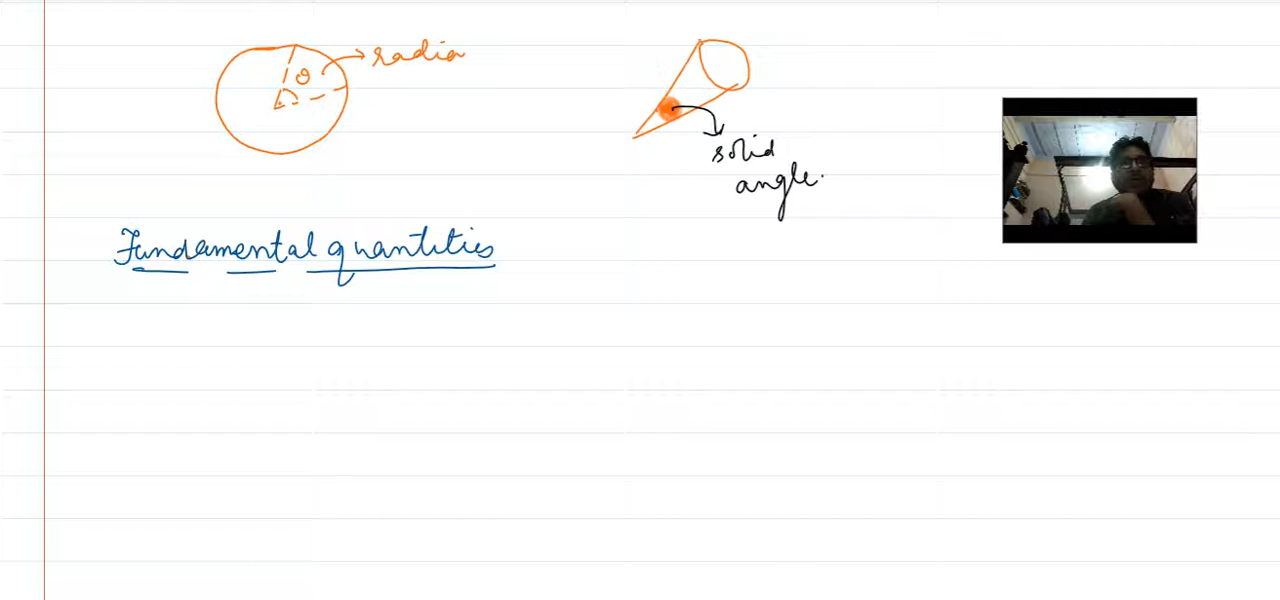 θ
radia
solid
angle.
Fundamental quantities